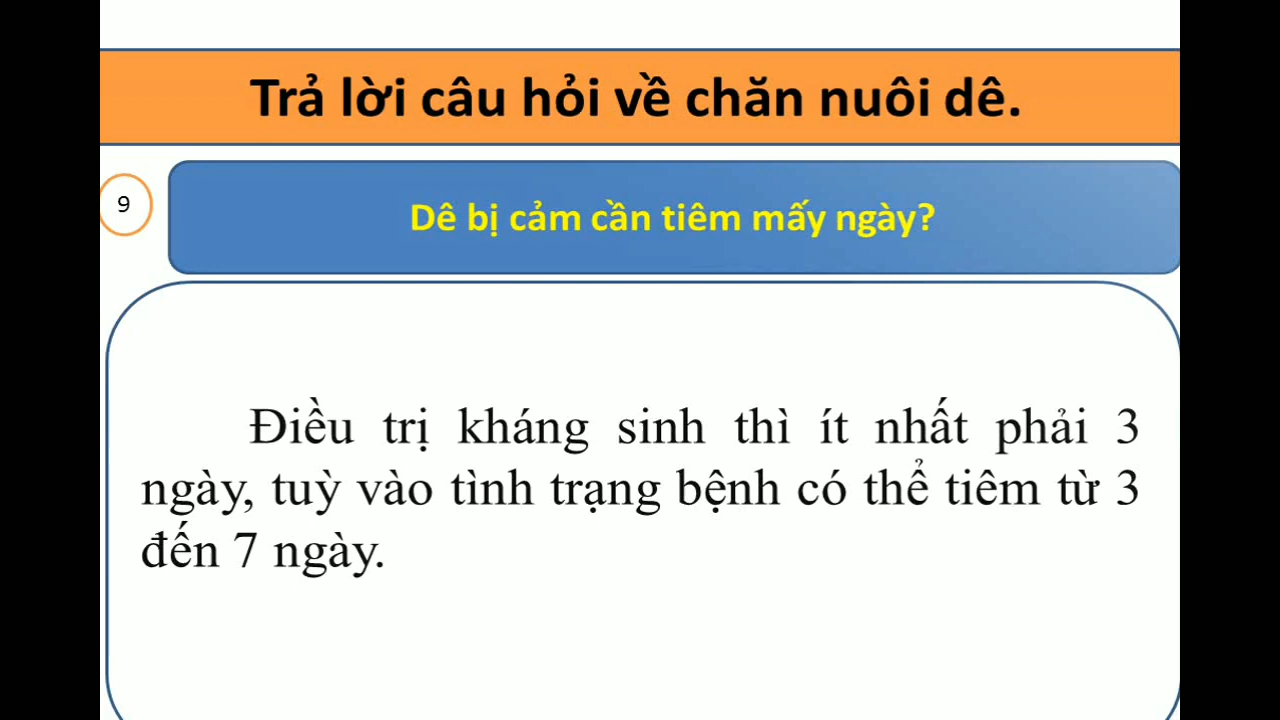 Trả lời câu hỏi về chăn nuôi dê.
9
Dê bị cảm cần tiêm mấy ngày?
Điều trị kháng sinh thì ít nhất phải 3
ngày, tuỳ vào tình trạng bệnh có thể tiêm từ 3
đến 7 ngày.